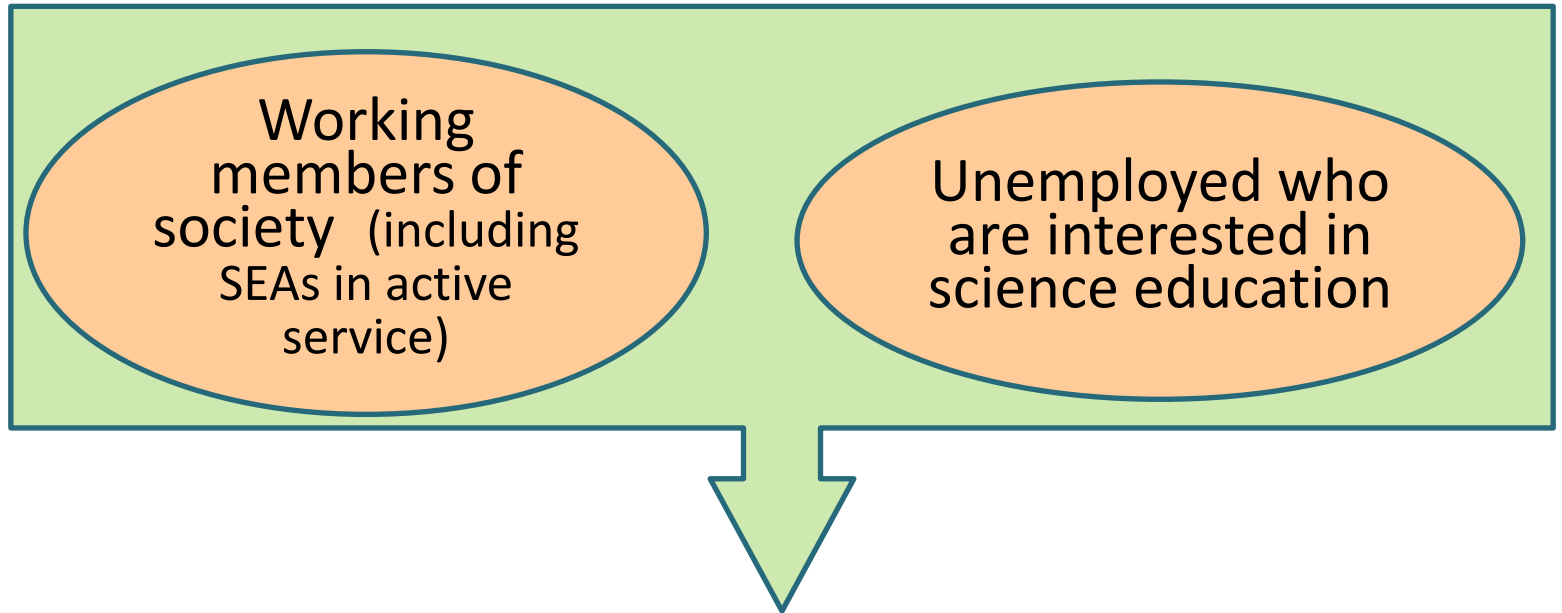 Working
members of
society (including
SEAs in active
service)
Unemployed who
are interested in
science education